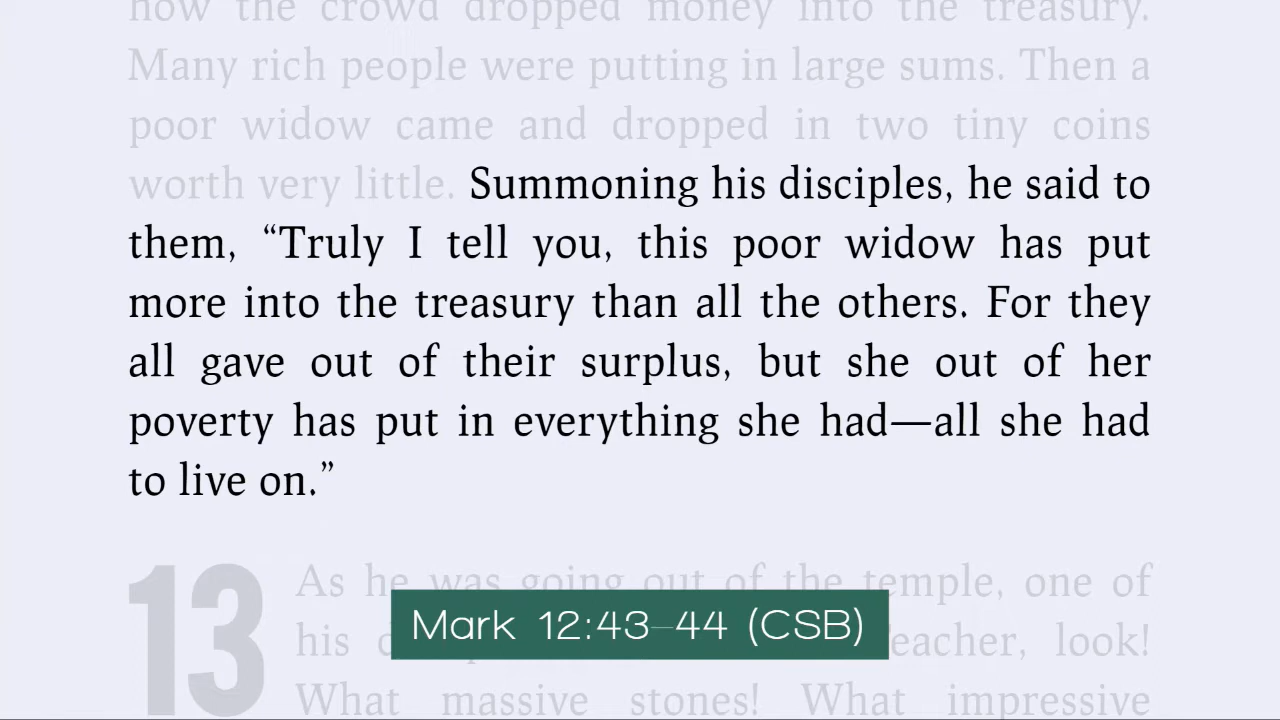 how the crowd dropped money into the treasury.
Many rich people were putting in large sums. Then a
poor widow came and dropped in two tiny coins
worth very little. Summoning his disciples, he said to
them, “Truly I tell you, this poor widow has put
more into the treasury than all the others. For they
all gave out of their surplus, but she out of her
poverty has put in everything she had—all she had
to live on.”
13 As he was going out of the temple, one of
his eacher, look!
What massive stones! What impressive
Mark 12:43–44 (CSB)